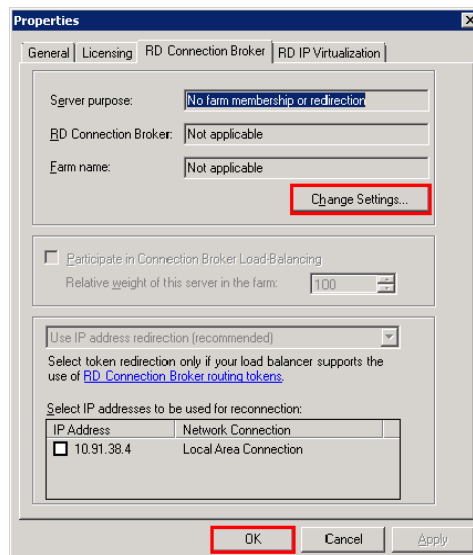 Properties
General Licensing RD Connection Broker RD IP Virtualization
Server purpose: No farm membership or redirection
RD Connection Broker: Not applicable
Farm name: Not applicable
Change Settings...
Participate in Connection Broker Load-Balancing
Relative weight of this server in the farm: 100
Use IP address redirection (recommended)
Select token redirection only if your load balancer supports the
use of RD Connection Broker routing tokens.
Select IP addresses to be used for reconnection:
IP Address Network Connection
10.91.38.4 Local Area Connection
OK Cancel Apply